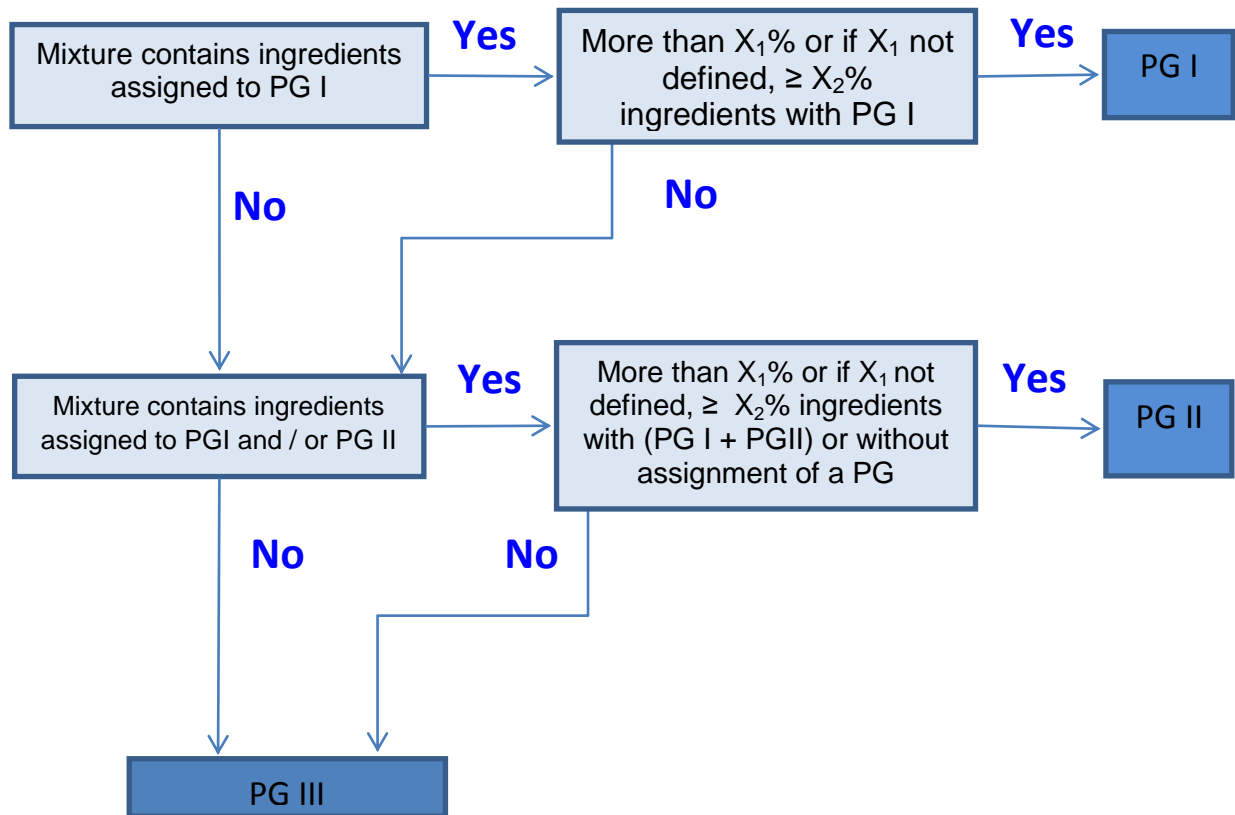 Yes
Yes
Mixture contains ingredients
assigned to PG I
More than X₁% or if X₁ not
defined, ≥ X₂%
ingredients with PG I
PG I
No
No
Mixture contains ingredients
assigned to PGI and / or PG II
Yes
More than X₁% or if X₁ not
defined, ≥ X₂% ingredients
with (PG I + PGII) or without
assignment of a PG
Yes
PG II
No
No
PG III